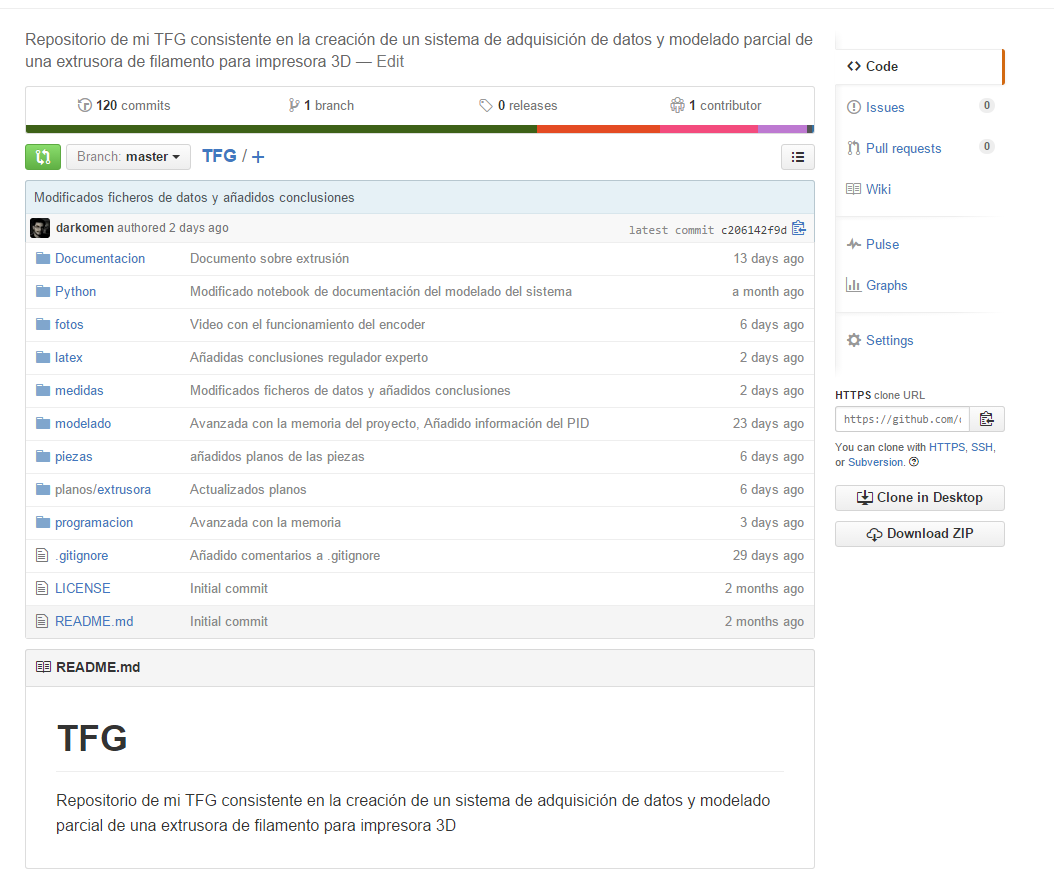 Repositorio de mi TFG consistente en la creación de un sistema de adquisición de datos y modelado parcial de
una extrusora de filamento para impresora 3D — Edit
120 commits 1 branch 0 releases 1 contributor
Branch: master TFG / +
Modificados ficheros de datos y añadidos conclusiones
darkomen authored 2 days ago latest commit c206142f9d
Documentacion Documento sobre extrusión 13 days ago
Python Modificado notebook de documentación del modelado del sistema a month ago
fotos Video con el funcionamiento del encoder 6 days ago
latex Añadidas conclusiones regulador experto 2 days ago
medidas Modificados ficheros de datos y añadidos conclusiones 2 days ago
modelado Avanzada con la memoria del proyecto, Añadido información del PID 23 days ago
piezas añadidos planos de las piezas 6 days ago
planos/extrusora Actualizados planos 6 days ago
programacion Avanzada con la memoria 3 days ago
.gitignore Añadido comentarios a .gitignore 29 days ago
LICENSE Initial commit 2 months ago
README.md Initial commit 2 months ago
README.md
TFG
Repositorio de mi TFG consistente en la creación de un sistema de adquisición de datos y modelado
parcial de una extrusora de filamento para impresora 3D
Code
Issues 0
Pull requests 0
Wiki
Pulse
Graphs
Settings
HTTPS clone URL
https://github.com/
You can clone with HTTPS, SSH,
or Subversion.
Clone in Desktop
Download ZIP